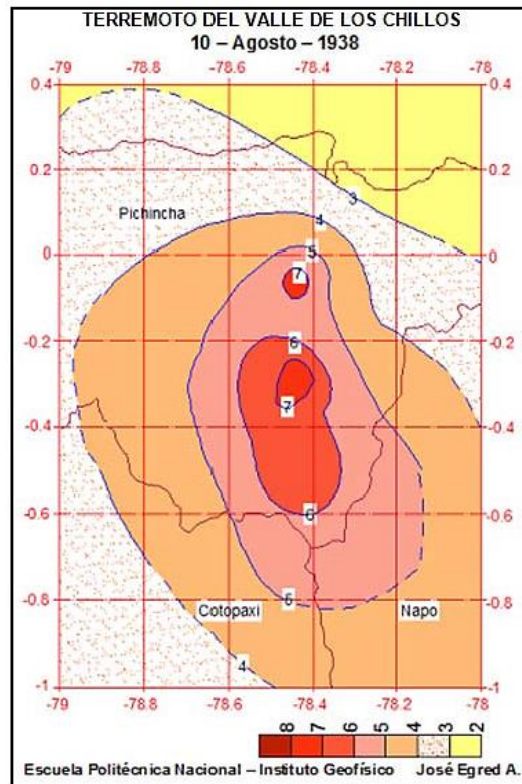 TERREMOTO DEL VALLE DE LOS CHILLOS
10 – Agosto – 1938
-79 -78.8 -78.6 -78.4 -78.2 -78
0.4 0.4
0.2 0.2
3
Pichincha
4
0 5 0
7
-0.2 -0.2
6
7
-0.4 -0.4
6
-0.6 -0.6
5
-0.8 -0.8
Cotopaxi Napo
4
-1 -1
-79 -78.8 -78.6 -78.4 -78.2 -78
8 7 6 5 4 3 2
Escuela Politécnica Nacional – Instituto Geofísico José Egred A.